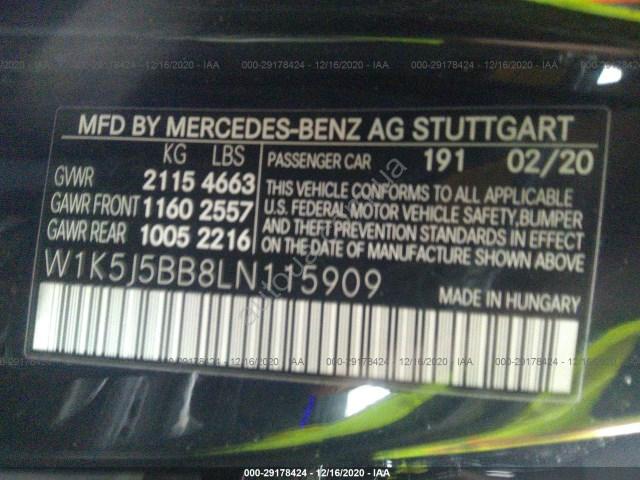 000-29178424 - 12/16/2020 - IAA
MFD BY MERCEDES-BENZ AG STUTTGART
KG LBS
GVWR 2115 4663
GAWR FRONT 1160 2557
GAWR REAR 1005 2216
PASSENGER CAR 191 02/20
THIS VEHICLE CONFORMS TO ALL APPLICABLE
U.S. FEDERAL MOTOR VEHICLE SAFETY, BUMPER
AND THEFT PREVENTION STANDARDS IN EFFECT
ON THE DATE OF MANUFACTURE SHOWN ABOVE
W1K5J5BB8LN115909
MADE IN HUNGARY
000-29178424 - 12/16/2020 - IAA